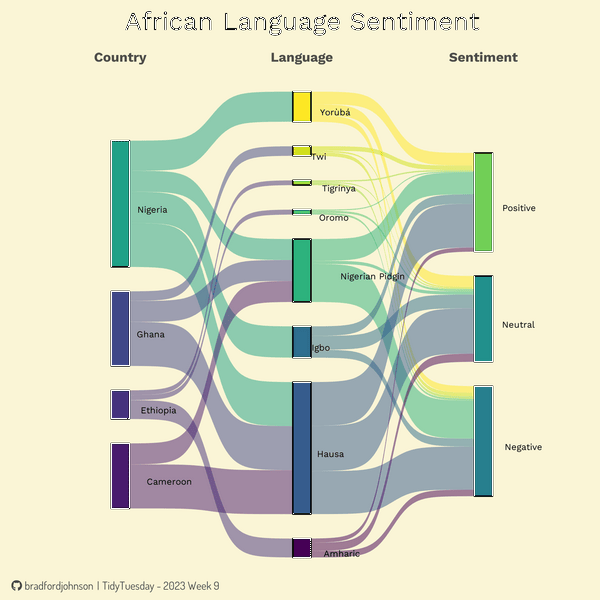 African Language Sentiment
Country Language Sentiment
Yorùbá
Twi
Tigrinya
Positive
Nigeria
Oromo
Nigerian Pidgin
Neutral
Ghana
Igbo
Ethiopia
Negative
Hausa
Cameroon
Amharic
bradfordjohnson | TidyTuesday - 2023 Week 9